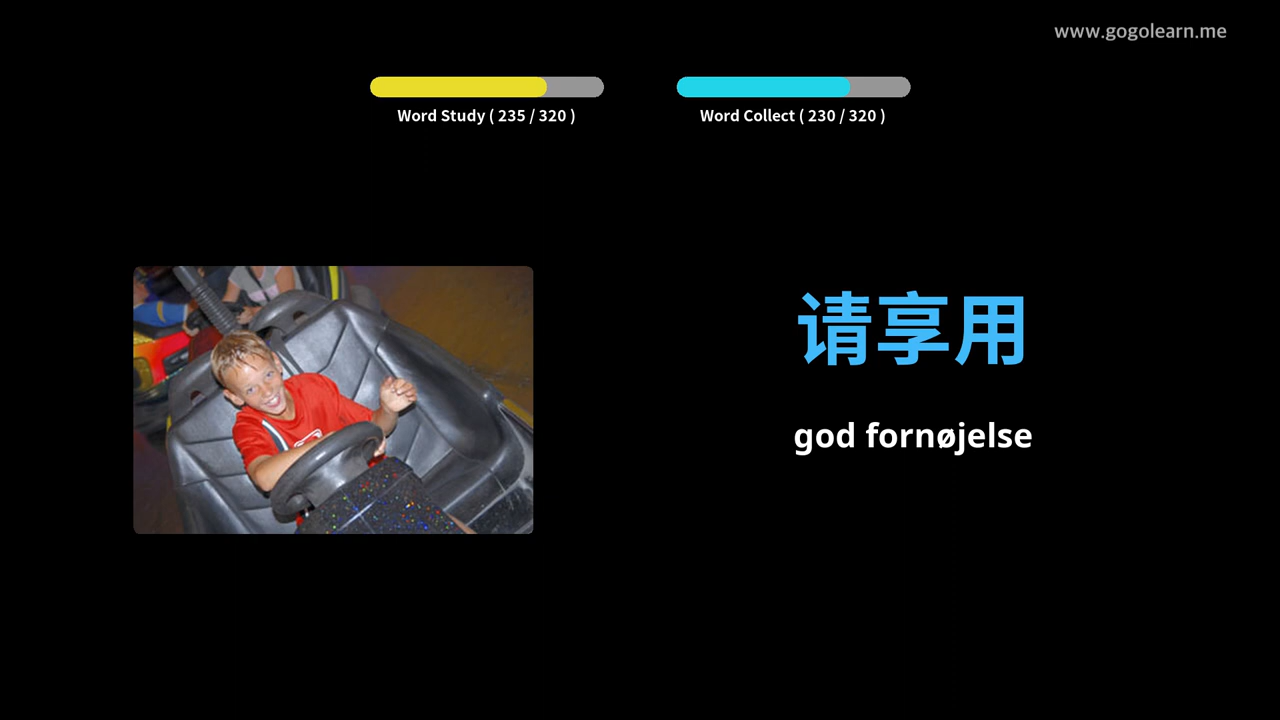 www.gogolearn.me
Word Study ( 235 / 320 )
Word Collect ( 230 / 320 )
请享用
god fornøjelse